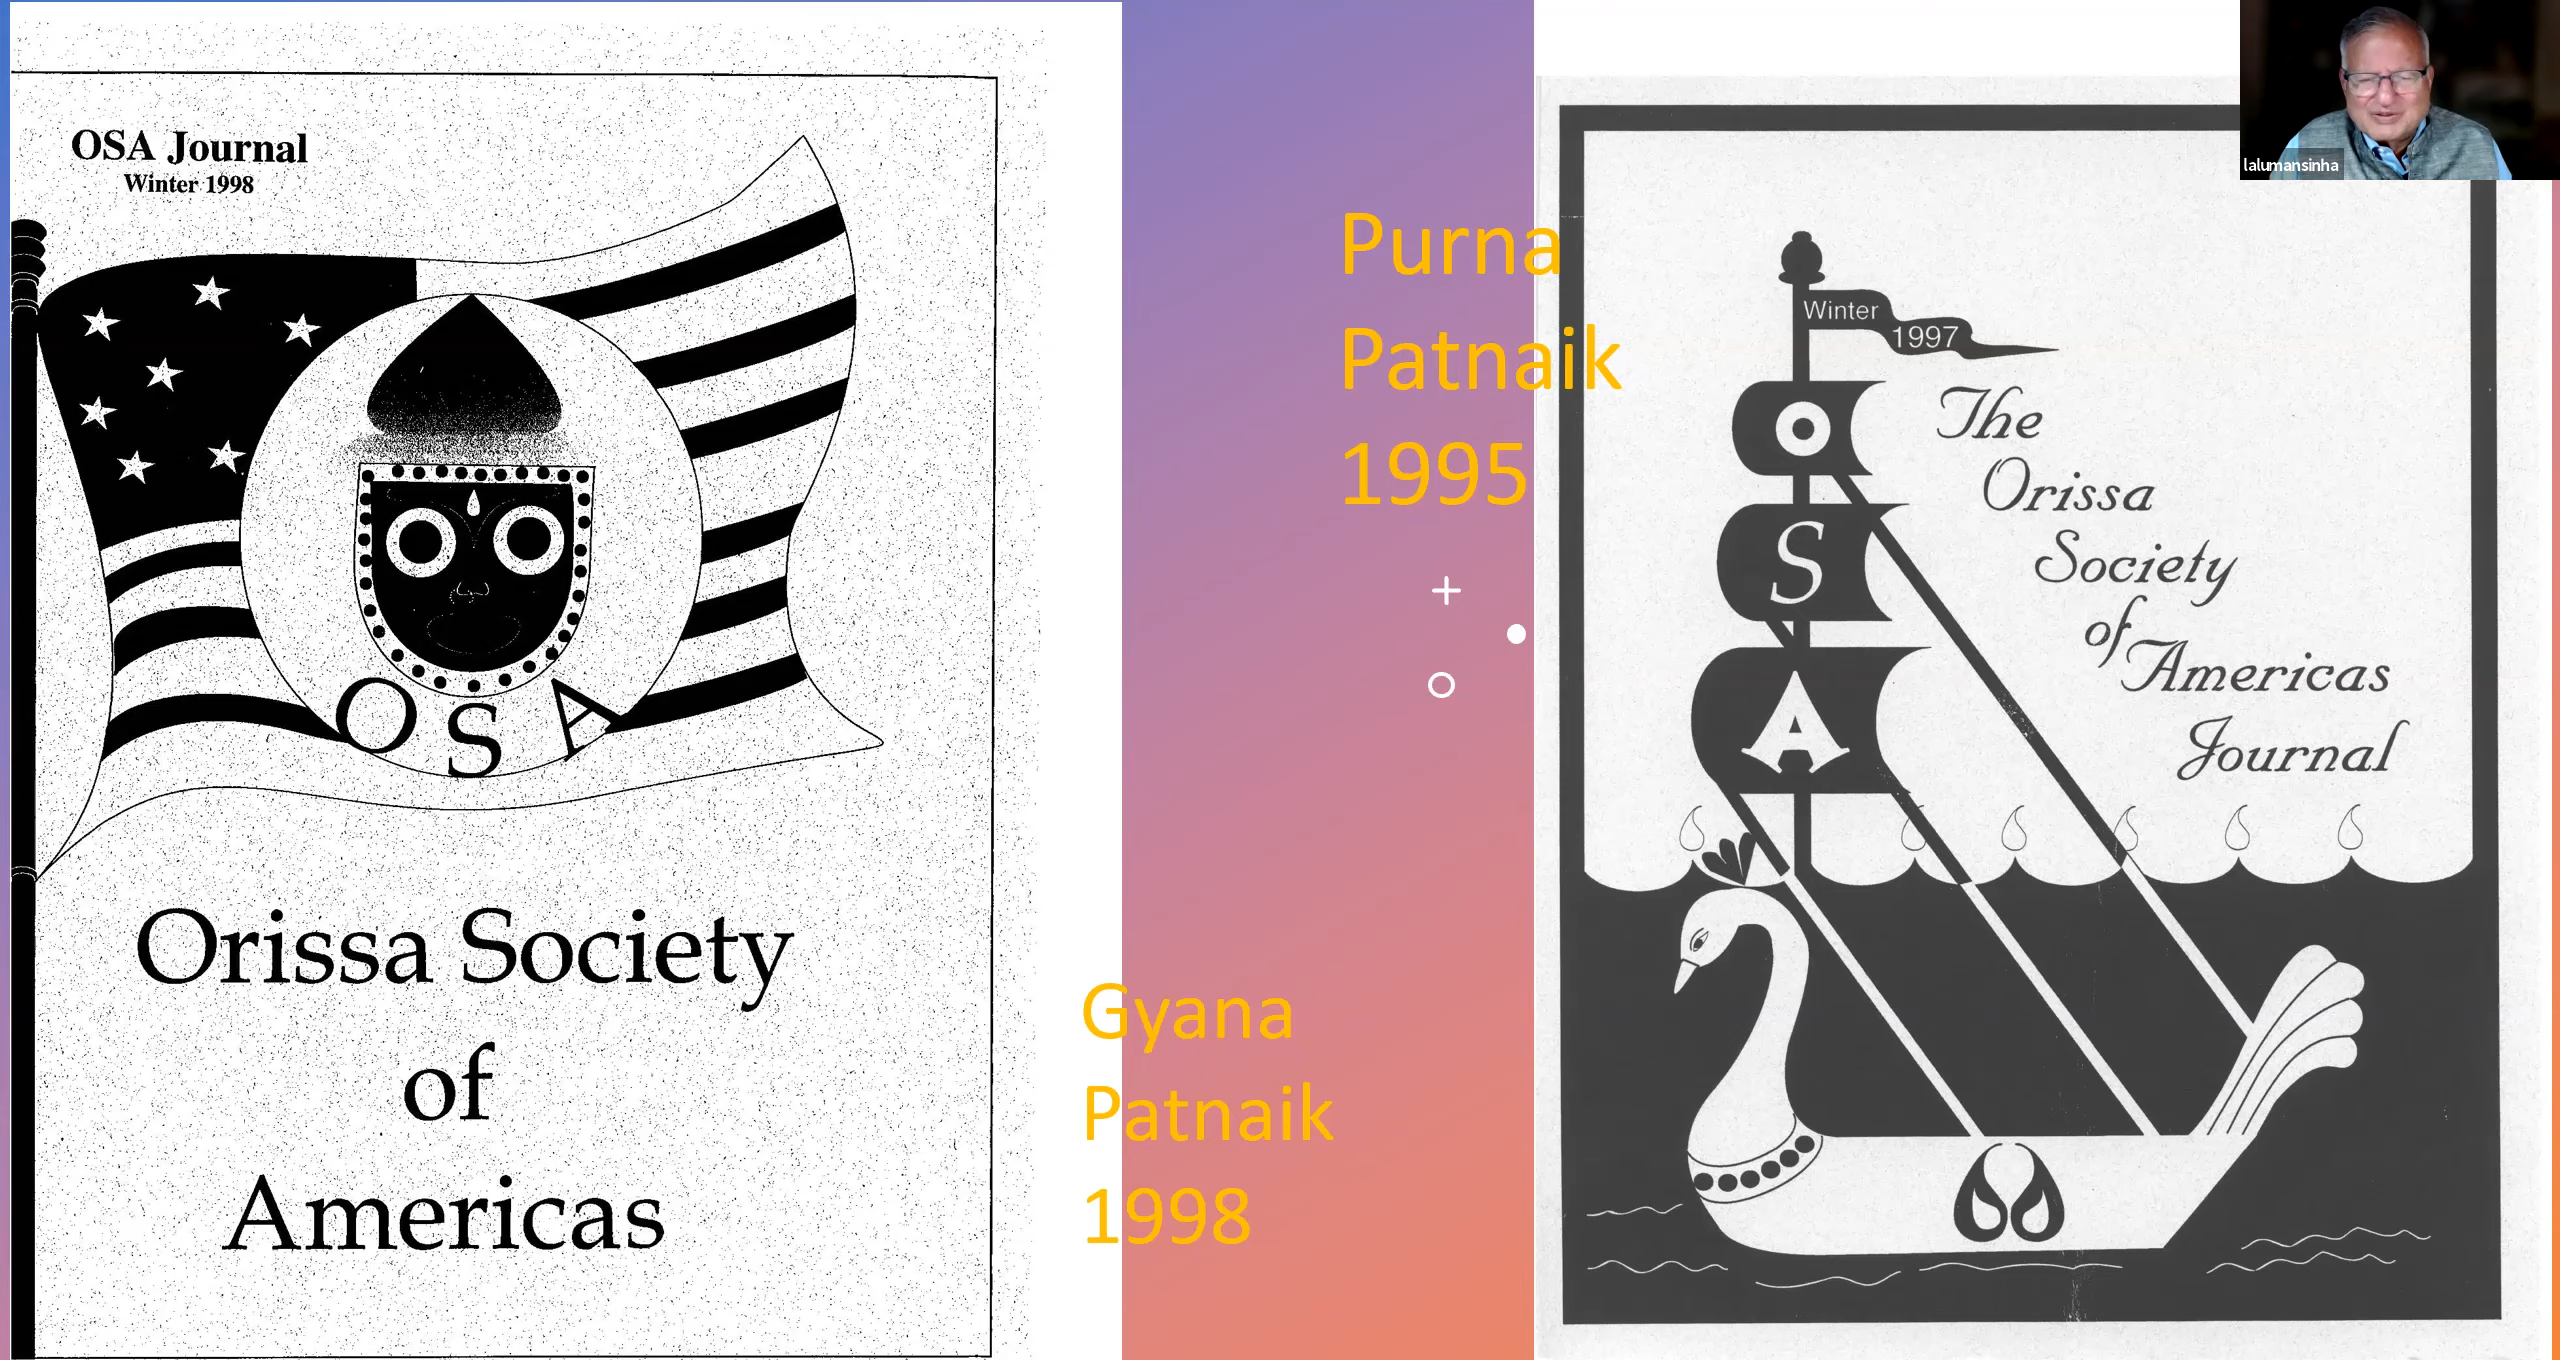 OSA Journal
Winter 1998
O S A
Orissa Society
of
Americas
Purna
Patnaik
1995
Gyana
Patnaik
1998
Winter
1997
O
S
A
The
Orissa
Society
of
Americas
Journal
lalumansinha